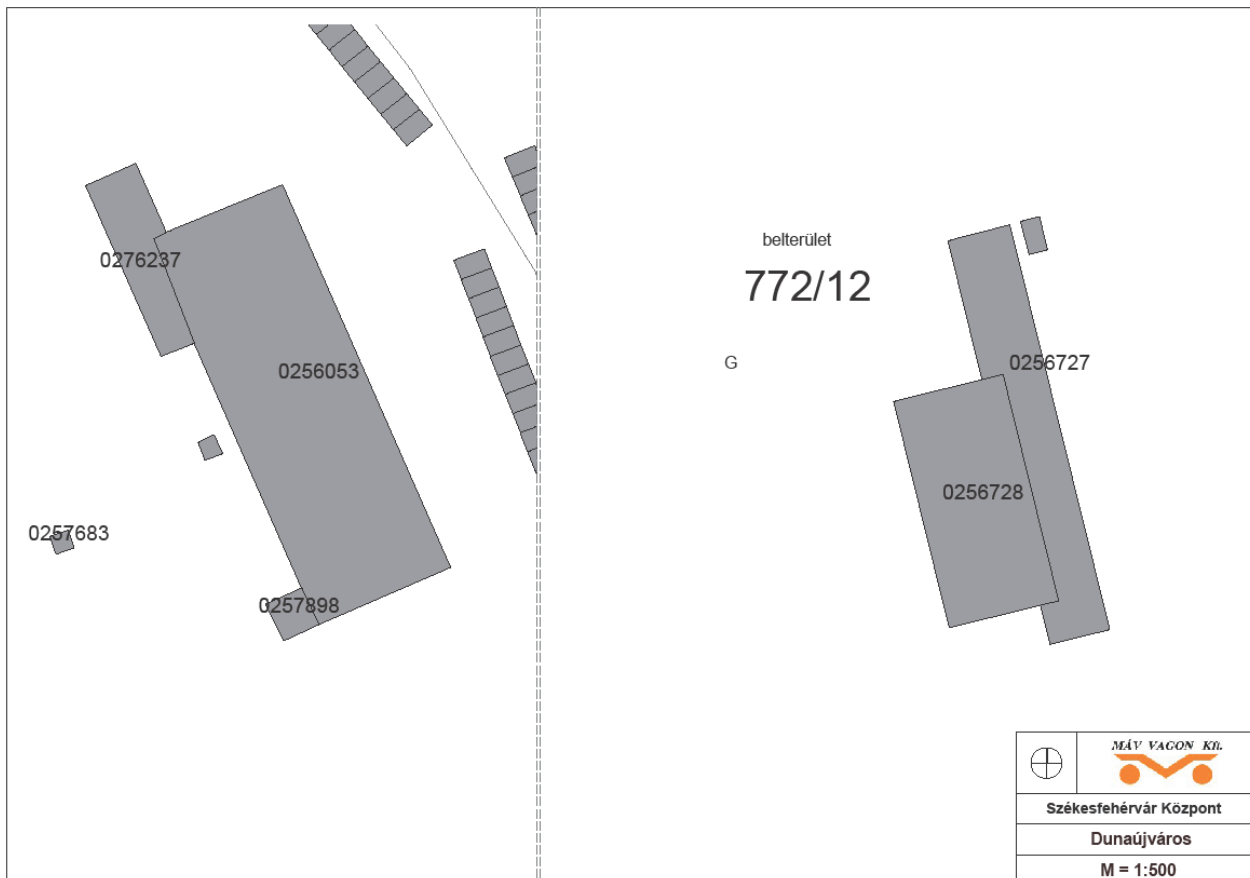 0276237
0256053
0257683
0257898
belterület
772/12
G
0256727
0256728
MÁV VAGON Kft.
Székesfehérvár Központ
Dunaújváros
M = 1:500